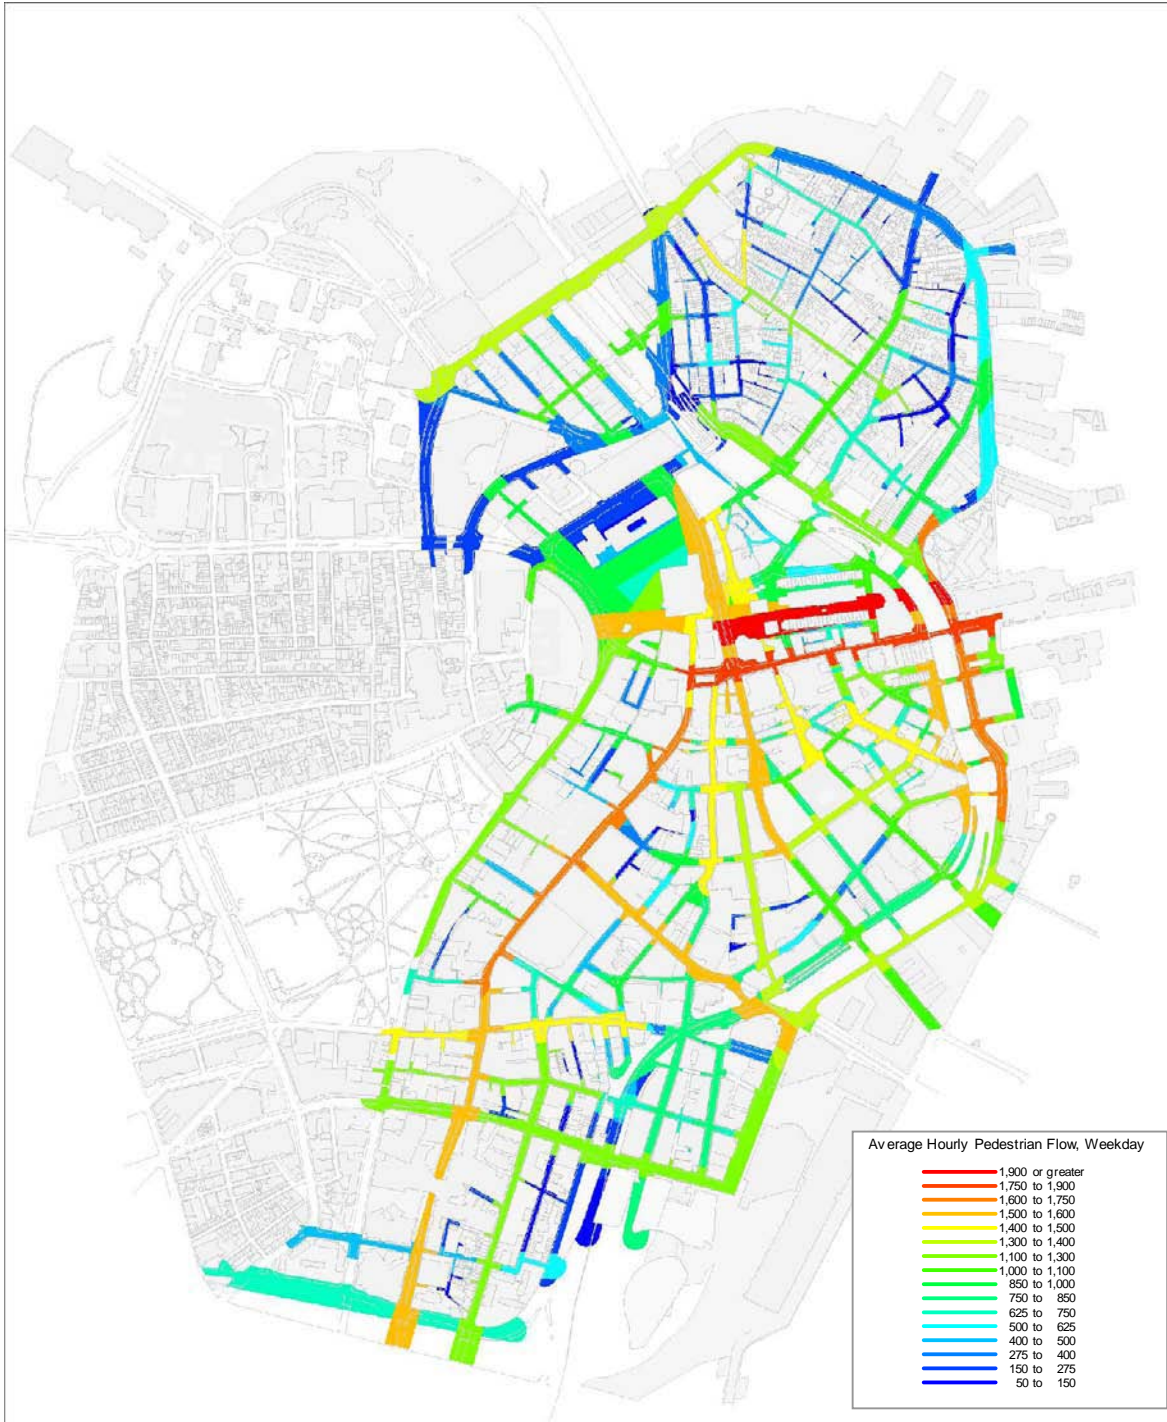 Average Hourly Pedestrian Flow, Weekday
1,900 or greater
1,750 to 1,900
1,600 to 1,750
1,500 to 1,600
1,400 to 1,500
1,300 to 1,400
1,100 to 1,300
1,000 to 1,100
850 to 1,000
750 to 850
625 to 750
500 to 625
400 to 500
275 to 400
150 to 275
50 to 150